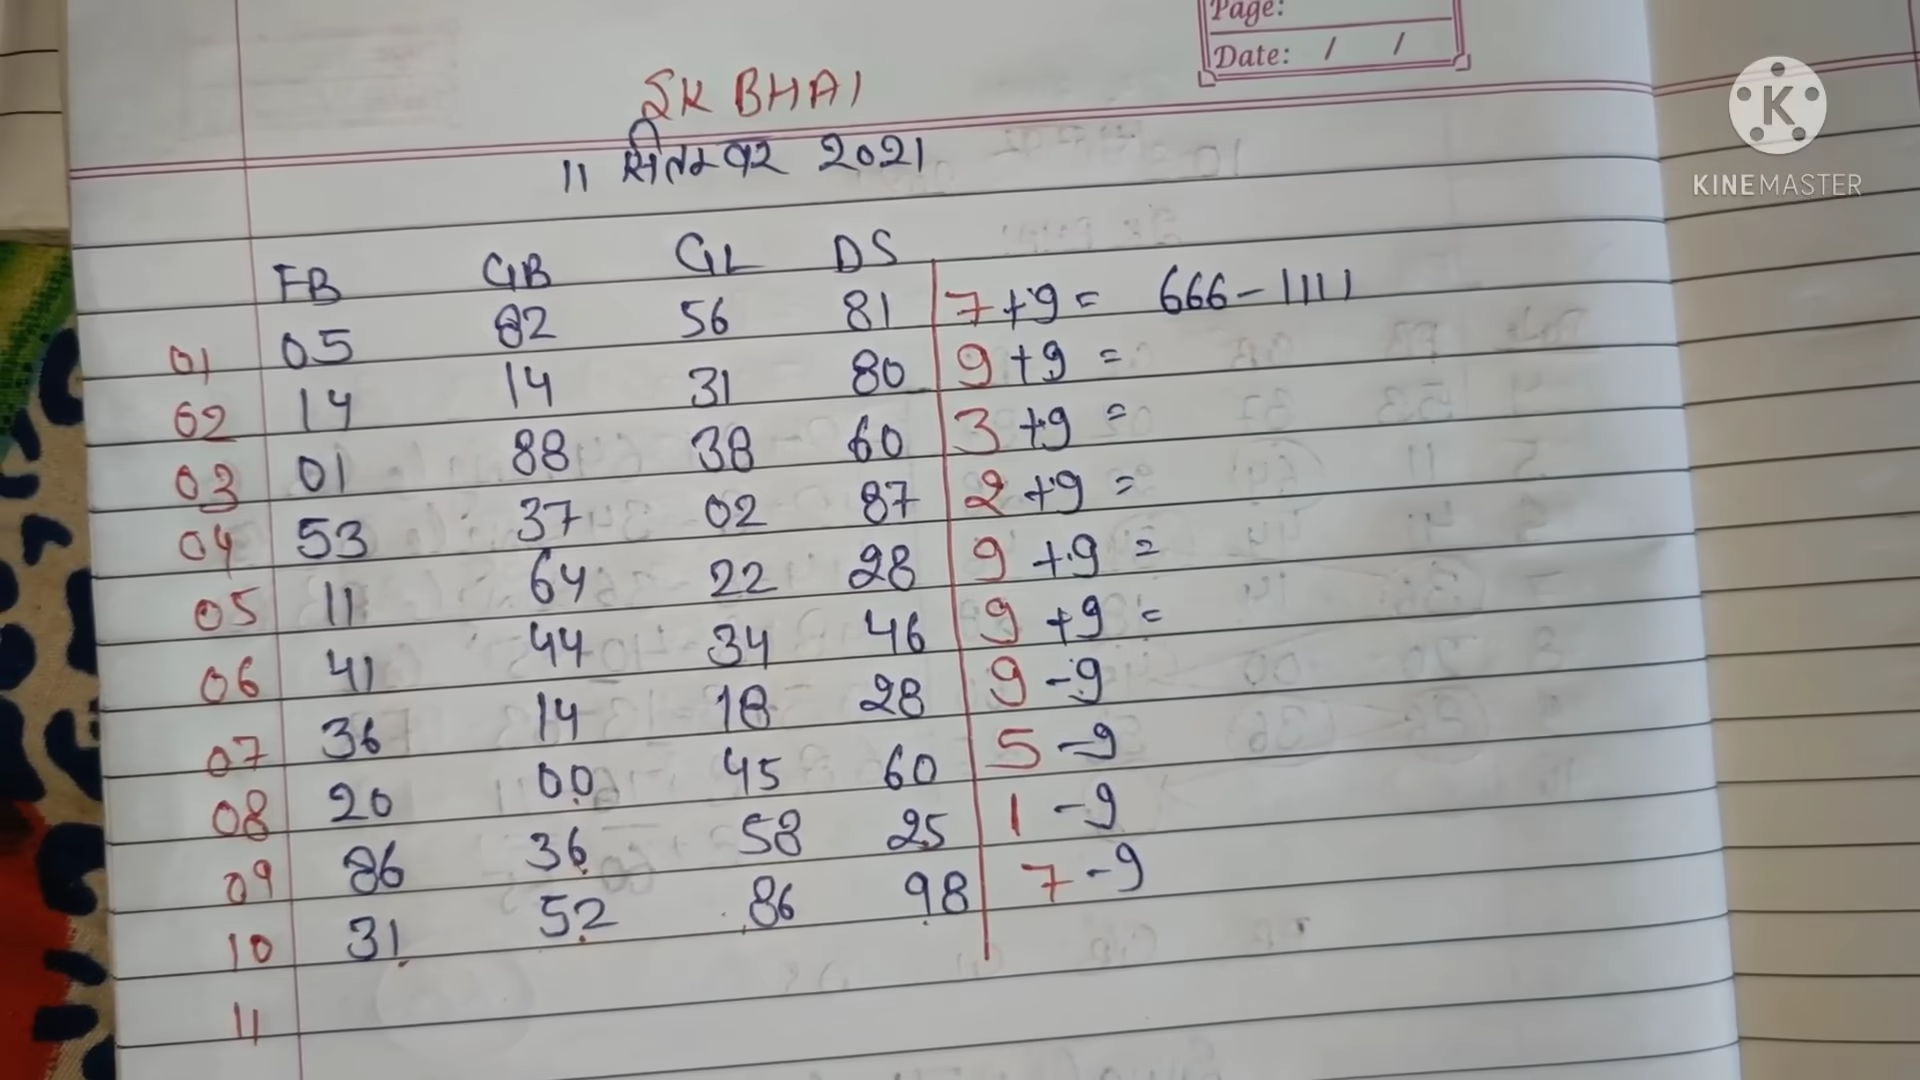 Page:
Date: / /
SK BHAI
11 सितम्बर 2021
K
KINEMASTER
FB GB GL DS
01 05 82 56 81 7+9= 666-1111
02 14 14 31 80 9+9=
03 01 88 38 60 3+9=
04 53 37 02 87 2+9=
05 11 64 22 28 9+9=
06 41 44 34 46 9+9=
07 36 14 18 28 9-9
08 20 00 45 60 5-9
09 86 36 58 25 1-9
10 31 52 86 98 7-9
11